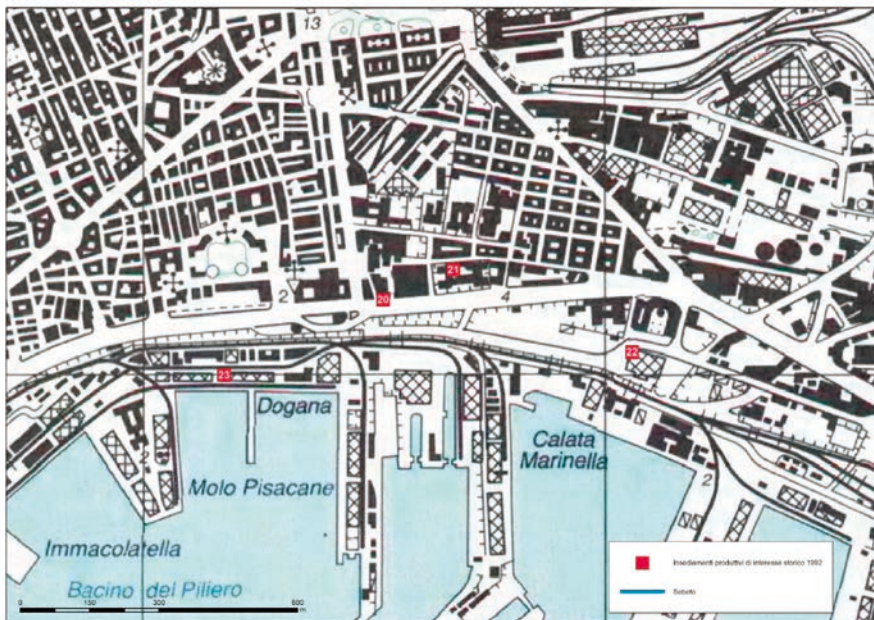 13
21
2
20
4
22
23
Dogana
Calata
Marinella
2
Molo Pisacane
2
Immacolatella
Insediamenti produttivi di interesse storico 1992
Bacino del Piliero
Sebeto
0 150 300 600
m